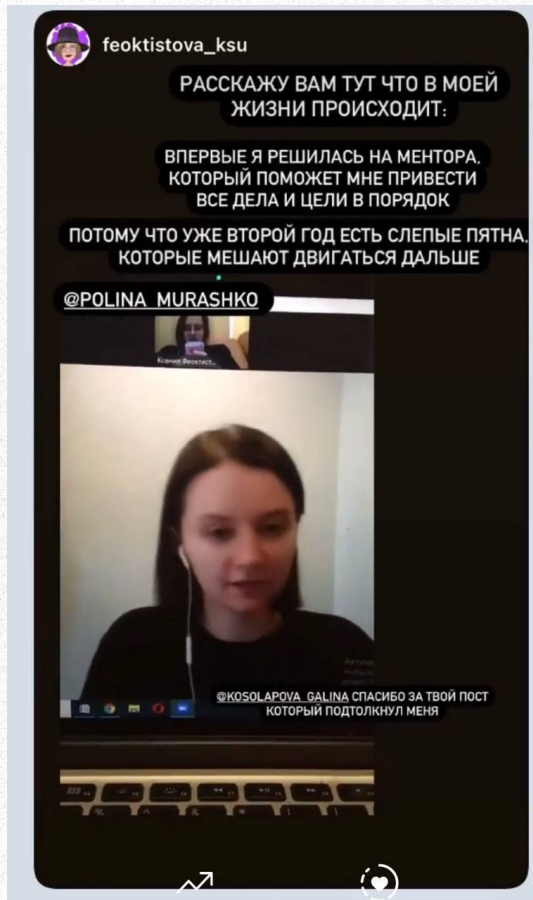 feoktistova_ksu
РАССКАЖУ ВАМ ТУТ ЧТО В МОЕЙ
ЖИЗНИ ПРОИСХОДИТ:
ВПЕРВЫЕ Я РЕШИЛАСЬ НА МЕНТОРА,
КОТОРЫЙ ПОМОЖЕТ МНЕ ПРИВЕСТИ
ВСЕ ДЕЛА И ЦЕЛИ В ПОРЯДОК
ПОТОМУ ЧТО УЖЕ ВТОРОЙ ГОД ЕСТЬ СЛЕПЫЕ ПЯТНА,
КОТОРЫЕ МЕШАЮТ ДВИГАТЬСЯ ДАЛЬШЕ
@POLINA_MURASHKO
Ксения Феоктист...
@KOSOLAPOVA_GALINA СПАСИБО ЗА ТВОЙ ПОСТ
КОТОРЫЙ ПОДТОЛКНУЛ МЕНЯ